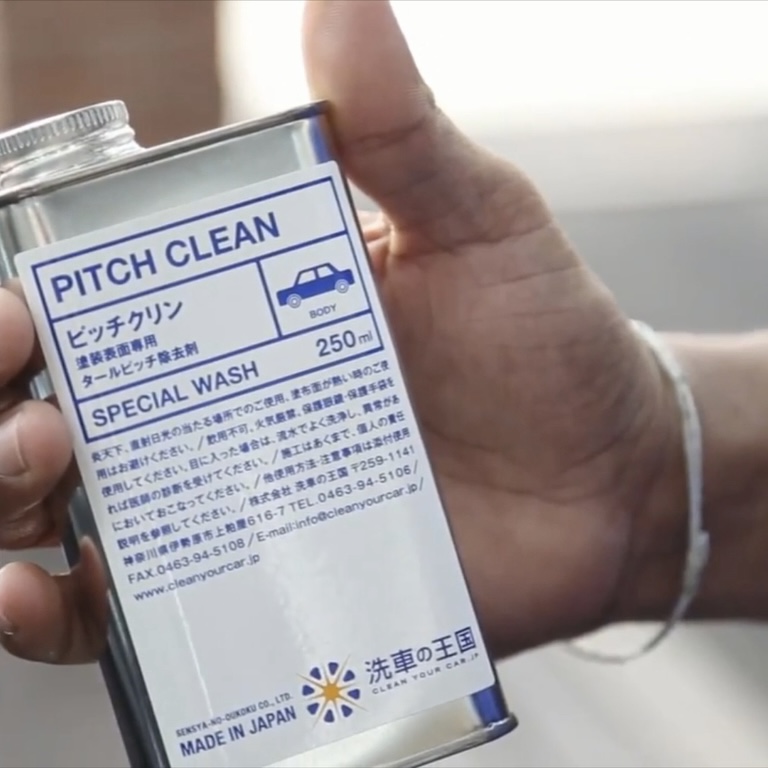 PITCH CLEAN
ピッチクリン
塗装表面専用
タールピッチ除去剤
BODY
SPECIAL WASH
250ml
炎天下、直射日光の当たる場所でのご使用、塗布面が熱い時のご使
用はお避けください。/飲用不可、火気厳禁、保護眼鏡・保護手袋を
使用してください。目に入った場合は、流水でよく洗浄し、異常があ
れば医師の診断を受けてください。/施工はあくまで、個人の責任
においておこなってください。/他使用方法・注意事項は添付使用
説明を参照してください。/株式会社 洗車の王国 〒259-1141
神奈川県伊勢原市上粕屋616-7 TEL.0463-94-5106/
FAX.0463-94-5108/E-mail:info@cleanyourcar.jp/
www.cleanyourcar.jp
洗車の王国
CLEAN YOUR CAR.JP
SENSYA-NO-OUKOKU CO., LTD.
MADE IN JAPAN